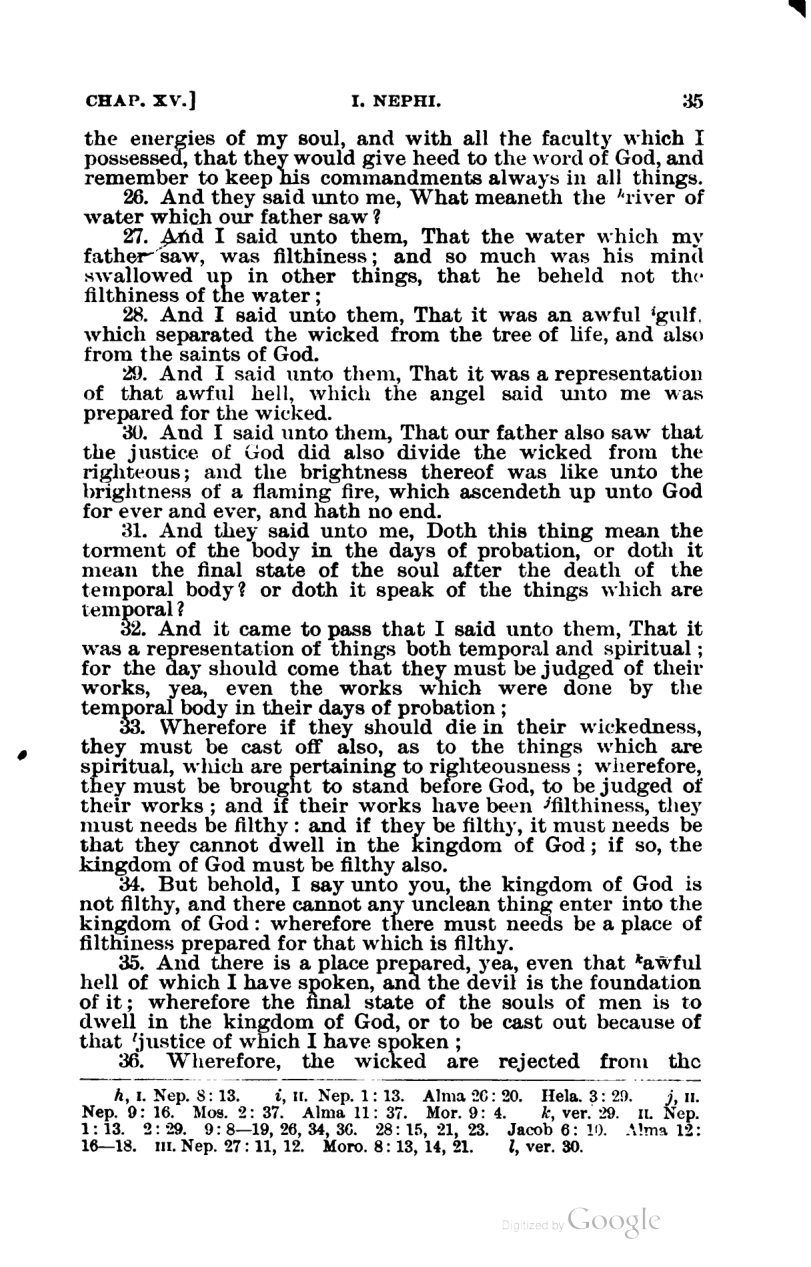 CHAP. XV.] I. NEPHI. 35
the energies of my soul, and with all the faculty which I
possessed, that they would give heed to the word of God, and
remember to keep his commandments always in all things.
26. And they said unto me, What meaneth the ʰriver of
water which our father saw?
27. And I said unto them, That the water which my
father saw, was filthiness; and so much was his mind
swallowed up in other things, that he beheld not the
filthiness of the water;
28. And I said unto them, That it was an awful ⁱgulf,
which separated the wicked from the tree of life, and also
from the saints of God.
29. And I said unto them, That it was a representation
of that awful hell, which the angel said unto me was
prepared for the wicked.
30. And I said unto them, That our father also saw that
the justice of God did also divide the wicked from the
righteous; and the brightness thereof was like unto the
brightness of a flaming fire, which ascendeth up unto God
for ever and ever, and hath no end.
31. And they said unto me, Doth this thing mean the
torment of the body in the days of probation, or doth it
mean the final state of the soul after the death of the
temporal body? or doth it speak of the things which are
temporal?
32. And it came to pass that I said unto them, That it
was a representation of things both temporal and spiritual;
for the day should come that they must be judged of their
works, yea, even the works which were done by the
temporal body in their days of probation;
33. Wherefore if they should die in their wickedness,
they must be cast off also, as to the things which are
spiritual, which are pertaining to righteousness; wherefore,
they must be brought to stand before God, to be judged of
their works; and if their works have been ʲfilthiness, they
must needs be filthy: and if they be filthy, it must needs be
that they cannot dwell in the kingdom of God; if so, the
kingdom of God must be filthy also.
34. But behold, I say unto you, the kingdom of God is
not filthy, and there cannot any unclean thing enter into the
kingdom of God: wherefore there must needs be a place of
filthiness prepared for that which is filthy.
35. And there is a place prepared, yea, even that ᵏawful
hell of which I have spoken, and the devil is the foundation
of it; wherefore the final state of the souls of men is to
dwell in the kingdom of God, or to be cast out because of
that ˡjustice of which I have spoken;
36. Wherefore, the wicked are rejected from the
h, I. Nep. 8: 13. i, II. Nep. 1: 13. Alma 26: 20. Hela. 3: 29. j, II.
Nep. 9: 16. Mos. 2: 37. Alma 11: 37. Mor. 9: 4. k, ver. 29. II. Nep.
1: 13. 2: 29. 9: 8—19, 26, 34, 36. 28: 15, 21, 23. Jacob 6: 10. Alma 12:
16—18. III. Nep. 27: 11, 12. Moro. 8: 13, 14, 21. l, ver. 30.
Digitized by Google